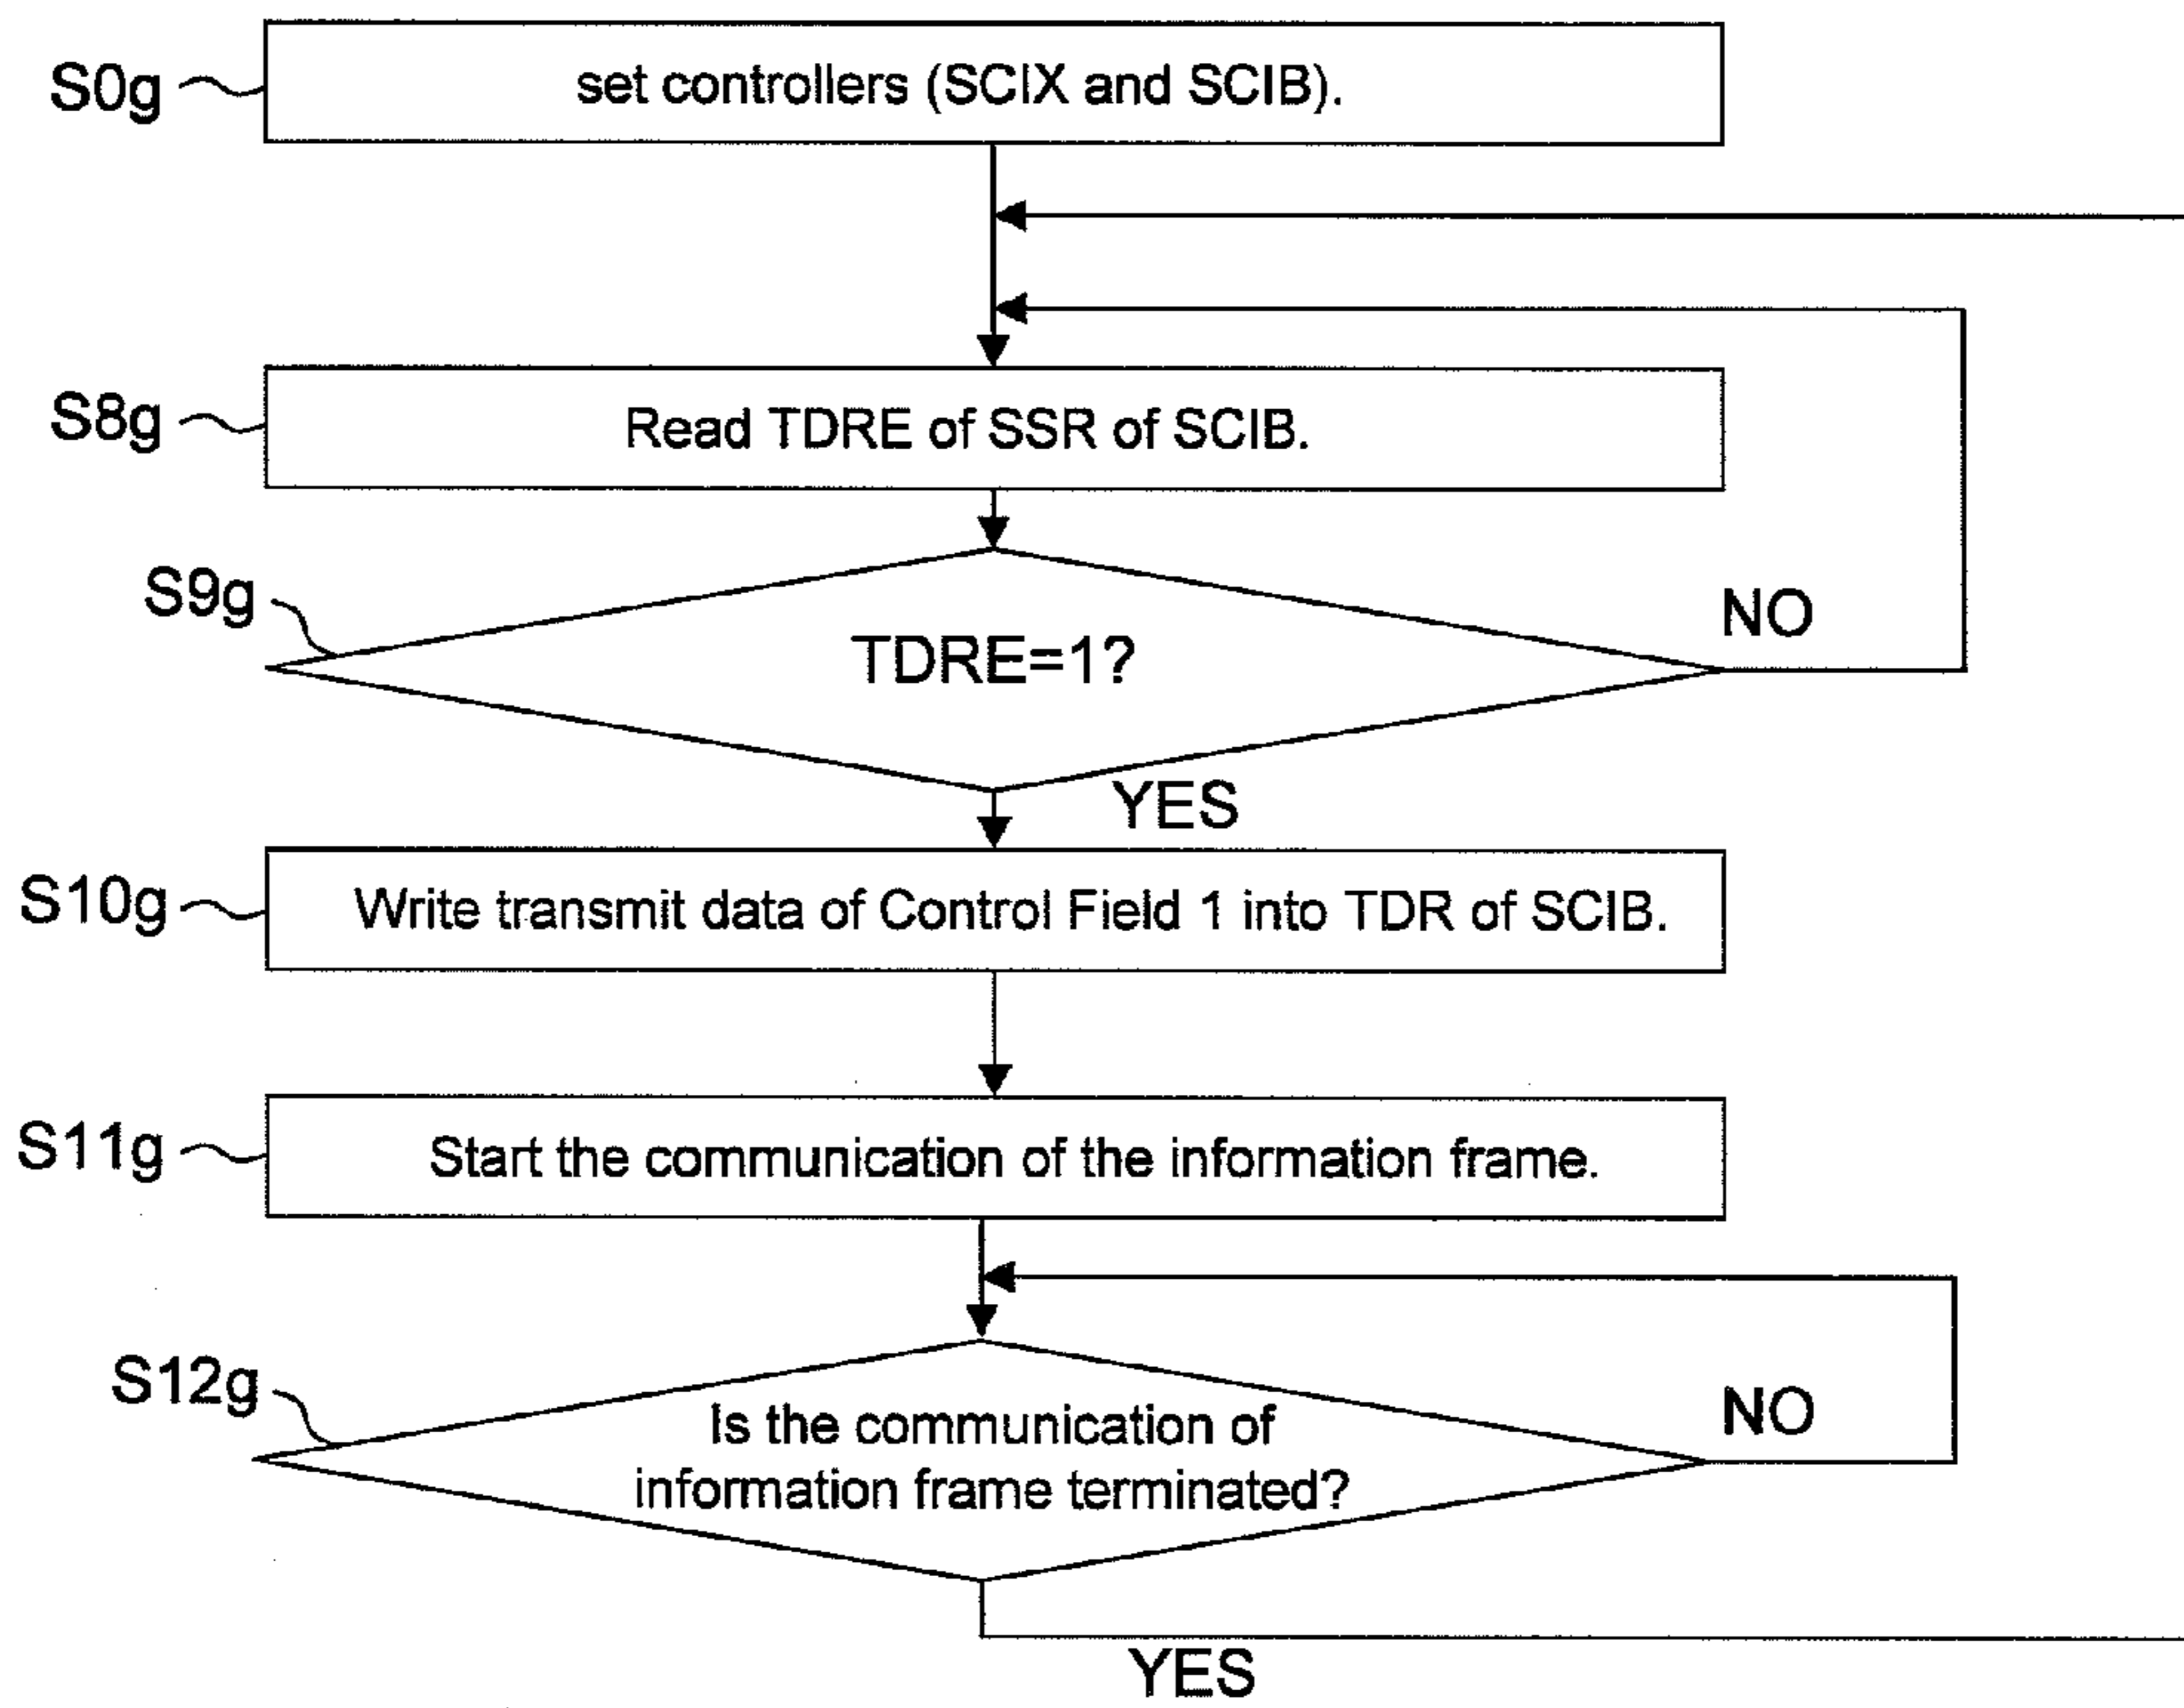 S0g
set controllers (SCIX and SCIB).
S8g
Read TDRE of SSR of SCIB.
S9g
TDRE=1?
NO
YES
S10g
Write transmit data of Control Field 1 into TDR of SCIB.
S11g
Start the communication of the information frame.
S12g
Is the communication of
information frame terminated?
NO
YES